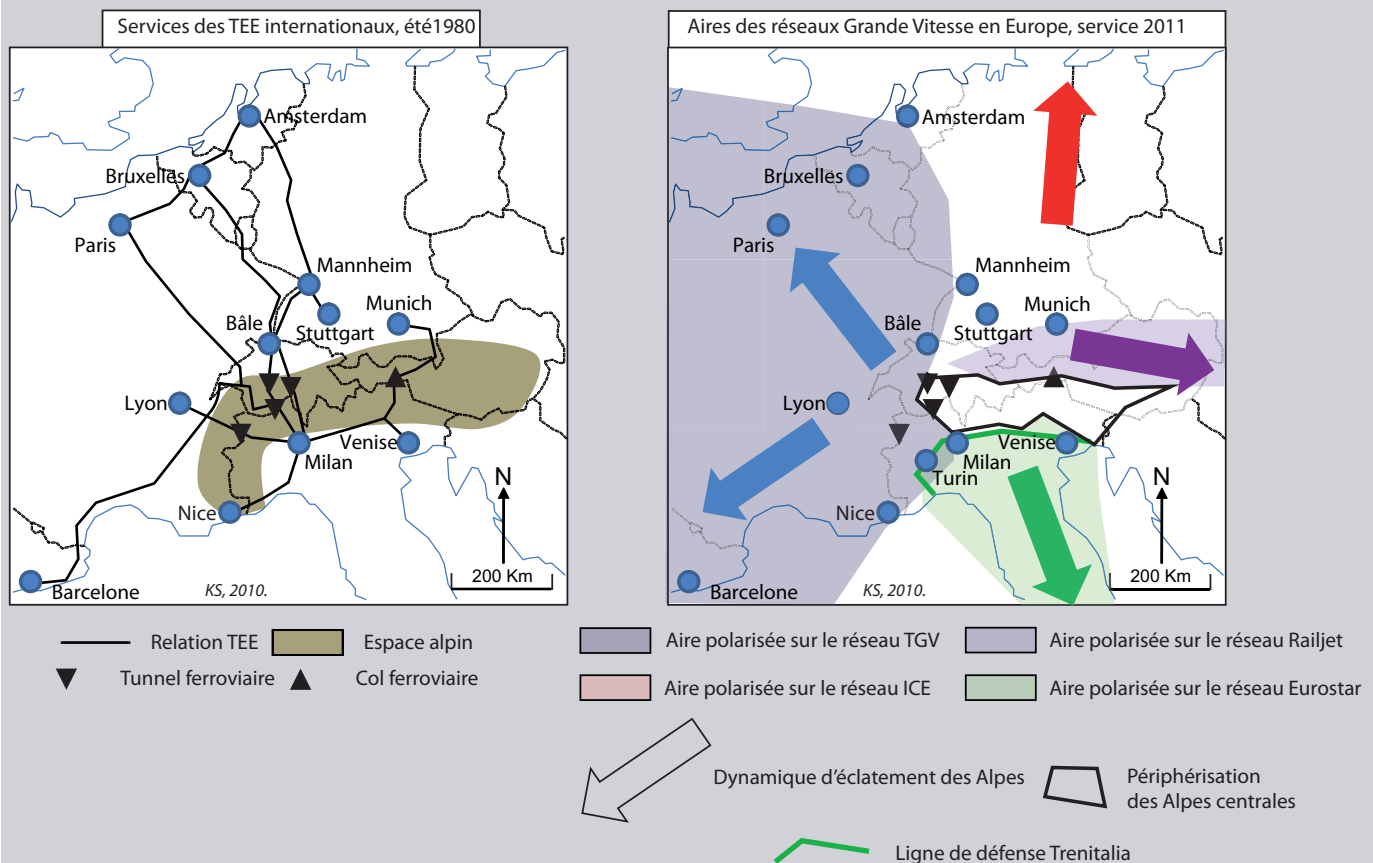 Services des TEE internationaux, été1980
Amsterdam
Bruxelles
Paris
Mannheim
Munich
Stuttgart
Bâle
Lyon
Venise
Milan
Nice
Barcelone
N
200 Km
KS, 2010.
Relation TEE
Espace alpin
Tunnel ferroviaire
Col ferroviaire
Aires des réseaux Grande Vitesse en Europe, service 2011
Amsterdam
Bruxelles
Paris
Mannheim
Munich
Stuttgart
Bâle
Lyon
Venise
Milan
Turin
Nice
Barcelone
N
200 Km
KS, 2010.
Aire polarisée sur le réseau TGV
Aire polarisée sur le réseau Railjet
Aire polarisée sur le réseau ICE
Aire polarisée sur le réseau Eurostar
Dynamique d'éclatement des Alpes
Périphérisation
des Alpes centrales
Ligne de défense Trenitalia